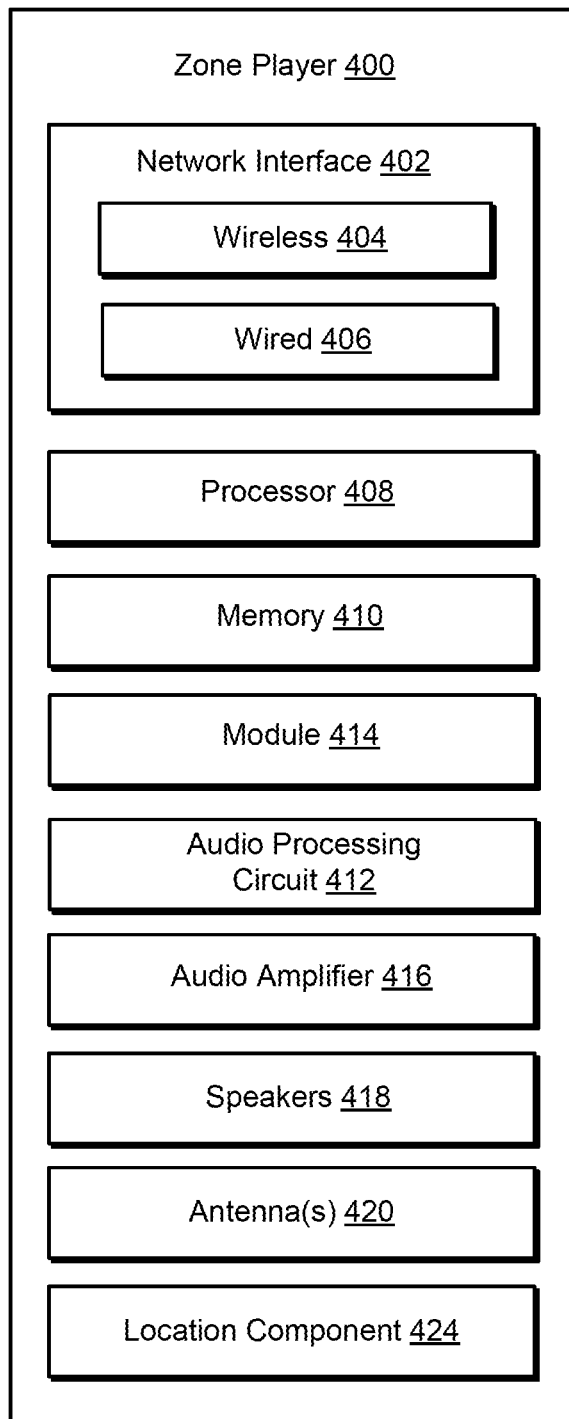 Zone Player 400
Network Interface 402
Wireless 404
Wired 406
Processor 408
Memory 410
Module 414
Audio Processing
Circuit 412
Audio Amplifier 416
Speakers 418
Antenna(s) 420
Location Component 424